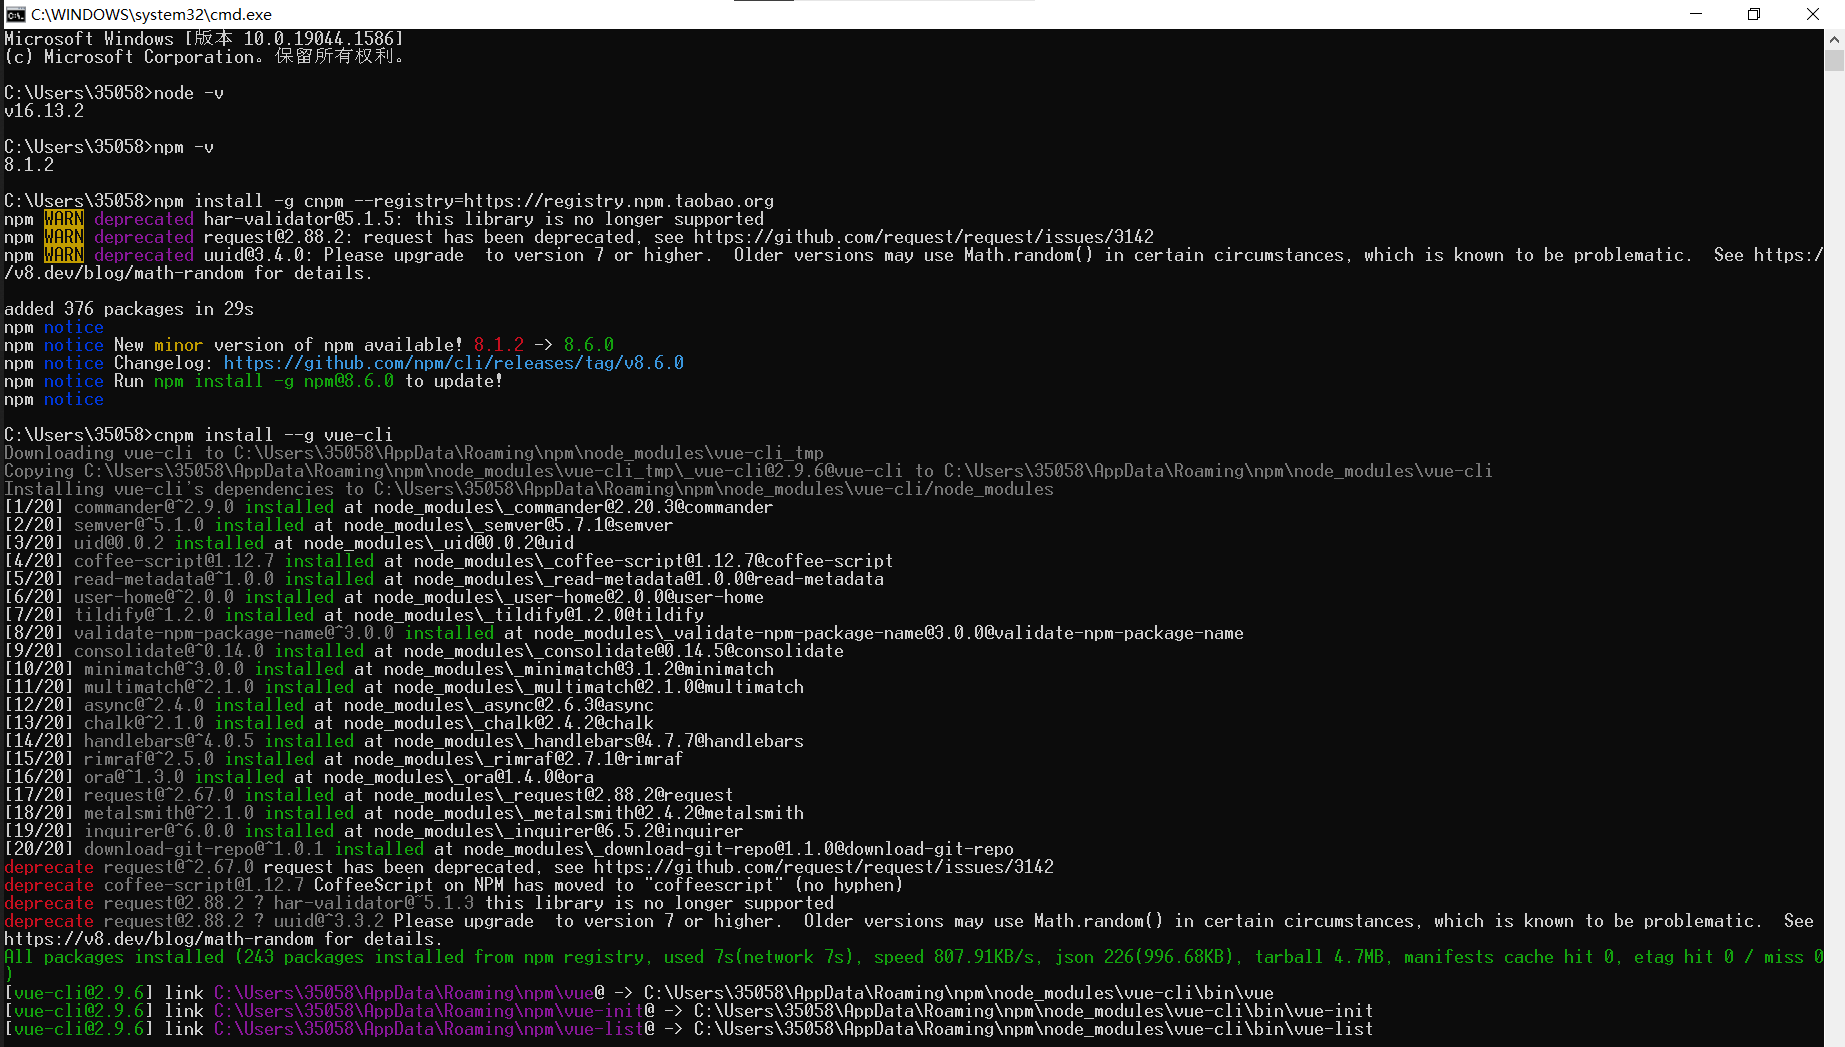 C:\WINDOWS\system32\cmd.exe
Microsoft Windows [版本 10.0.19044.1586]
(c) Microsoft Corporation。保留所有权利。
C:\Users\35058>node -v
v16.13.2
C:\Users\35058>npm -v
8.1.2
C:\Users\35058>npm install -g cnpm --registry=https://registry.npm.taobao.org
npm WARN deprecated har-validator@5.1.5: this library is no longer supported
npm WARN deprecated request@2.88.2: request has been deprecated, see https://github.com/request/request/issues/3142
npm WARN deprecated uuid@3.4.0: Please upgrade  to version 7 or higher.  Older versions may use Math.random() in certain circumstances, which is known to be problematic.  See https:/
/v8.dev/blog/math-random for details.
added 376 packages in 29s
npm notice
npm notice New minor version of npm available! 8.1.2 -> 8.6.0
npm notice Changelog: https://github.com/npm/cli/releases/tag/v8.6.0
npm notice Run npm install -g npm@8.6.0 to update!
npm notice
C:\Users\35058>cnpm install --g vue-cli
Downloading vue-cli to C:\Users\35058\AppData\Roaming\npm\node_modules\vue-cli_tmp
Copying C:\Users\35058\AppData\Roaming\npm\node_modules\vue-cli_tmp\_vue-cli@2.9.6@vue-cli to C:\Users\35058\AppData\Roaming\npm\node_modules\vue-cli
Installing vue-cli's dependencies to C:\Users\35058\AppData\Roaming\npm\node_modules\vue-cli/node_modules
[1/20] commander@^2.9.0 installed at node_modules\_commander@2.20.3@commander
[2/20] semver@^5.1.0 installed at node_modules\_semver@5.7.1@semver
[3/20] uid@0.0.2 installed at node_modules\_uid@0.0.2@uid
[4/20] coffee-script@1.12.7 installed at node_modules\_coffee-script@1.12.7@coffee-script
[5/20] read-metadata@^1.0.0 installed at node_modules\_read-metadata@1.0.0@read-metadata
[6/20] user-home@^2.0.0 installed at node_modules\_user-home@2.0.0@user-home
[7/20] tildify@^1.2.0 installed at node_modules\_tildify@1.2.0@tildify
[8/20] validate-npm-package-name@^3.0.0 installed at node_modules\_validate-npm-package-name@3.0.0@validate-npm-package-name
[9/20] consolidate@^0.14.0 installed at node_modules\_consolidate@0.14.5@consolidate
[10/20] minimatch@^3.0.0 installed at node_modules\_minimatch@3.1.2@minimatch
[11/20] multimatch@^2.1.0 installed at node_modules\_multimatch@2.1.0@multimatch
[12/20] async@^2.4.0 installed at node_modules\_async@2.6.3@async
[13/20] chalk@^2.1.0 installed at node_modules\_chalk@2.4.2@chalk
[14/20] handlebars@^4.0.5 installed at node_modules\_handlebars@4.7.7@handlebars
[15/20] rimraf@^2.5.0 installed at node_modules\_rimraf@2.7.1@rimraf
[16/20] ora@^1.3.0 installed at node_modules\_ora@1.4.0@ora
[17/20] request@^2.67.0 installed at node_modules\_request@2.88.2@request
[18/20] metalsmith@^2.1.0 installed at node_modules\_metalsmith@2.4.2@metalsmith
[19/20] inquirer@^6.0.0 installed at node_modules\_inquirer@6.5.2@inquirer
[20/20] download-git-repo@^1.0.1 installed at node_modules\_download-git-repo@1.1.0@download-git-repo
deprecate request@^2.67.0 request has been deprecated, see https://github.com/request/request/issues/3142
deprecate coffee-script@1.12.7 CoffeeScript on NPM has moved to "coffeescript" (no hyphen)
deprecate request@2.88.2 ? har-validator@~5.1.3 this library is no longer supported
deprecate request@2.88.2 ? uuid@^3.3.2 Please upgrade  to version 7 or higher.  Older versions may use Math.random() in certain circumstances, which is known to be problematic.  See
https://v8.dev/blog/math-random for details.
All packages installed (243 packages installed from npm registry, used 7s(network 7s), speed 807.91KB/s, json 226(996.68KB), tarball 4.7MB, manifests cache hit 0, etag hit 0 / miss 0
)
[vue-cli@2.9.6] link C:\Users\35058\AppData\Roaming\npm\vue@ -> C:\Users\35058\AppData\Roaming\npm\node_modules\vue-cli\bin\vue
[vue-cli@2.9.6] link C:\Users\35058\AppData\Roaming\npm\vue-init@ -> C:\Users\35058\AppData\Roaming\npm\node_modules\vue-cli\bin\vue-init
[vue-cli@2.9.6] link C:\Users\35058\AppData\Roaming\npm\vue-list@ -> C:\Users\35058\AppData\Roaming\npm\node_modules\vue-cli\bin\vue-list